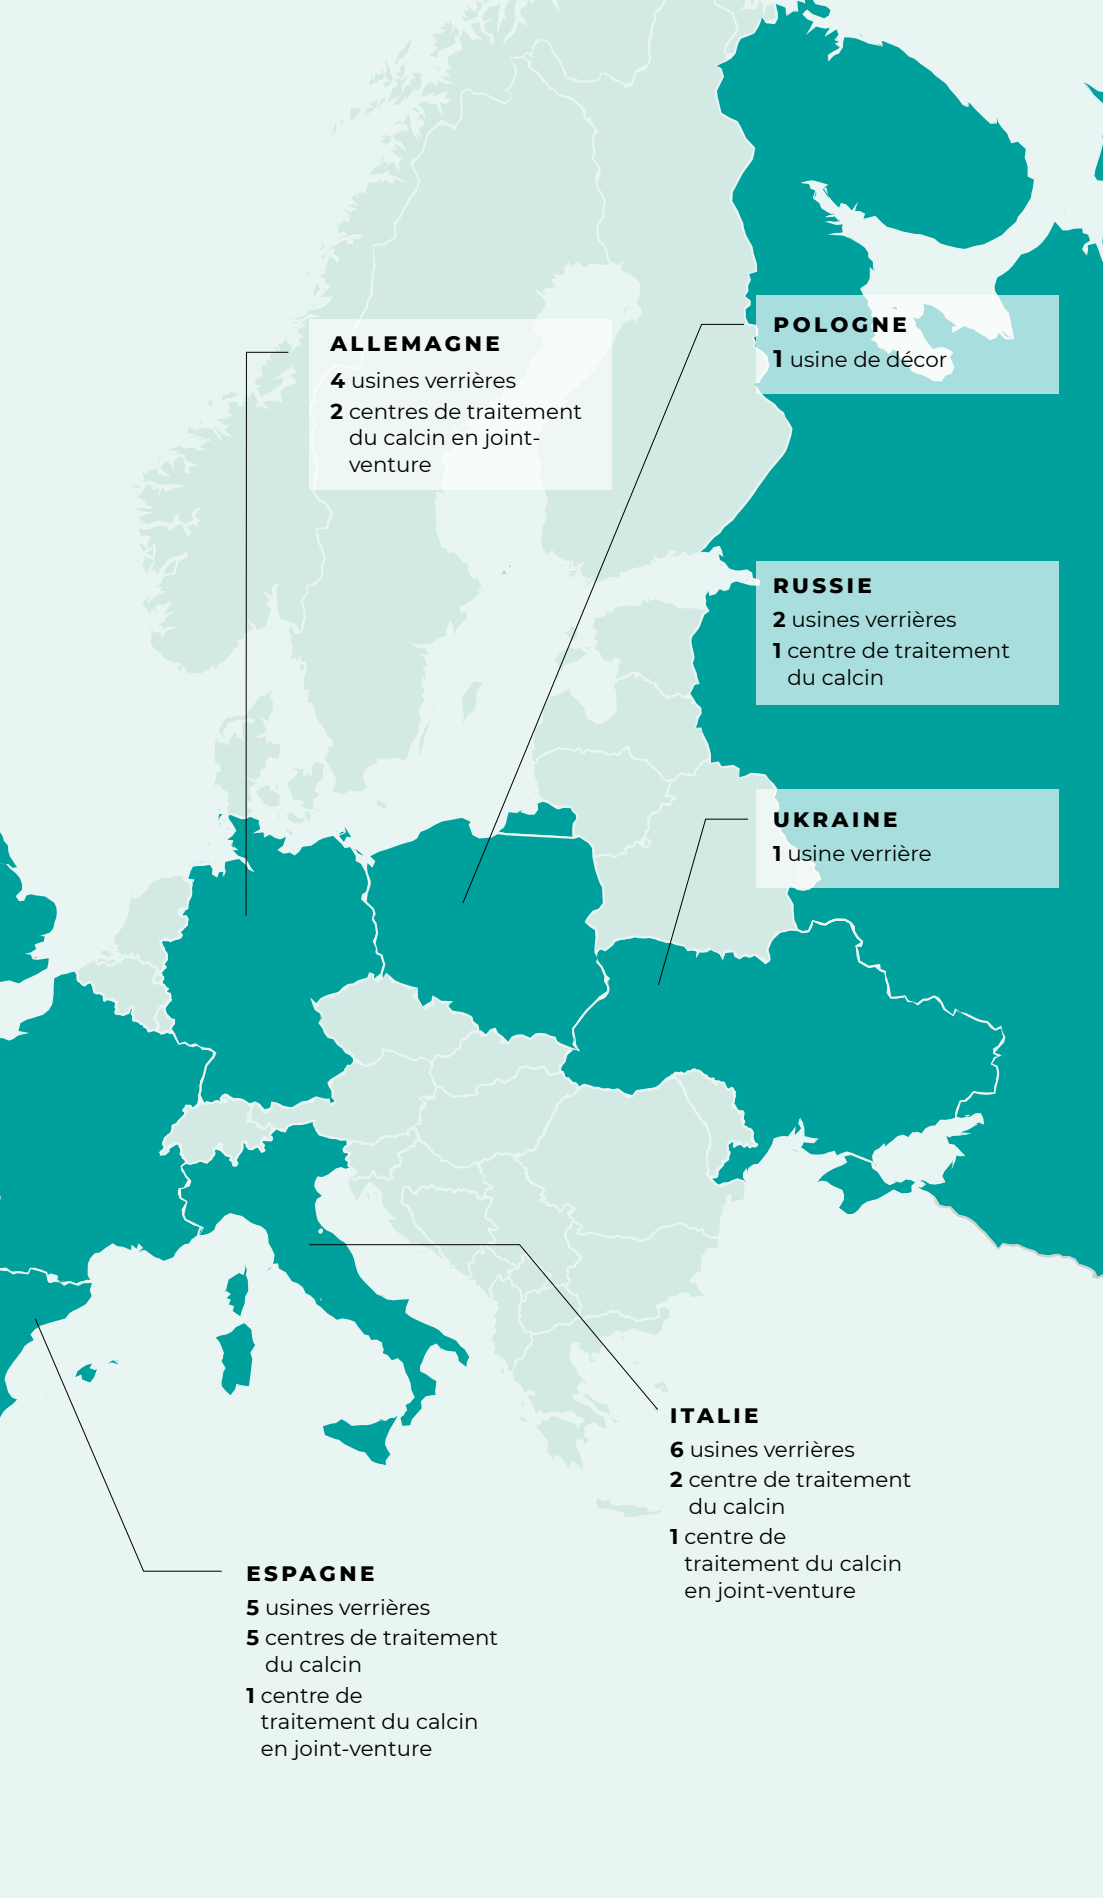 ALLEMAGNE
4 usines verrières
2 centres de traitement
du calcin en joint-
venture
POLOGNE
1 usine de décor
RUSSIE
2 usines verrières
1 centre de traitement
du calcin
UKRAINE
1 usine verrière
ITALIE
6 usines verrières
2 centre de traitement
du calcin
1 centre de
traitement du calcin
en joint-venture
ESPAGNE
5 usines verrières
5 centres de traitement
du calcin
1 centre de
traitement du calcin
en joint-venture